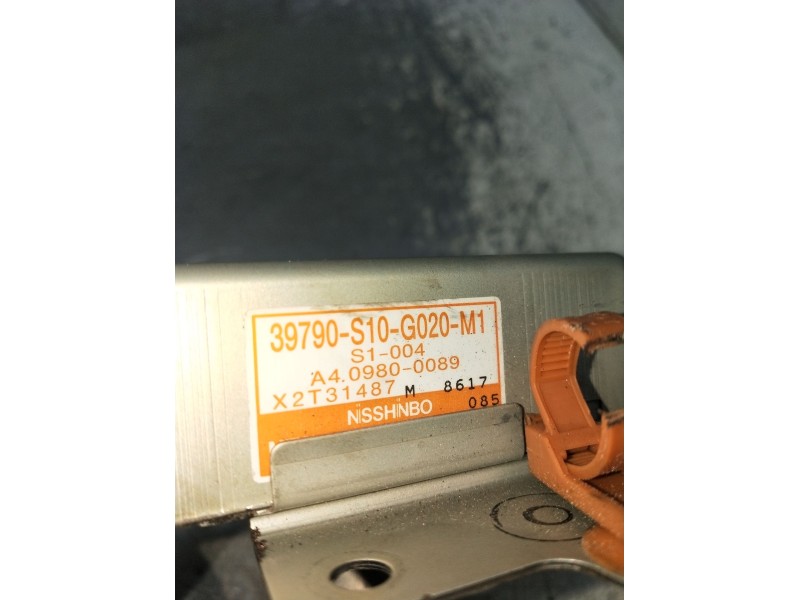 39790-S10-G020-M1
S1-004
A4.0980-0089
X2T31487 M 8617
NISSHINBO 085